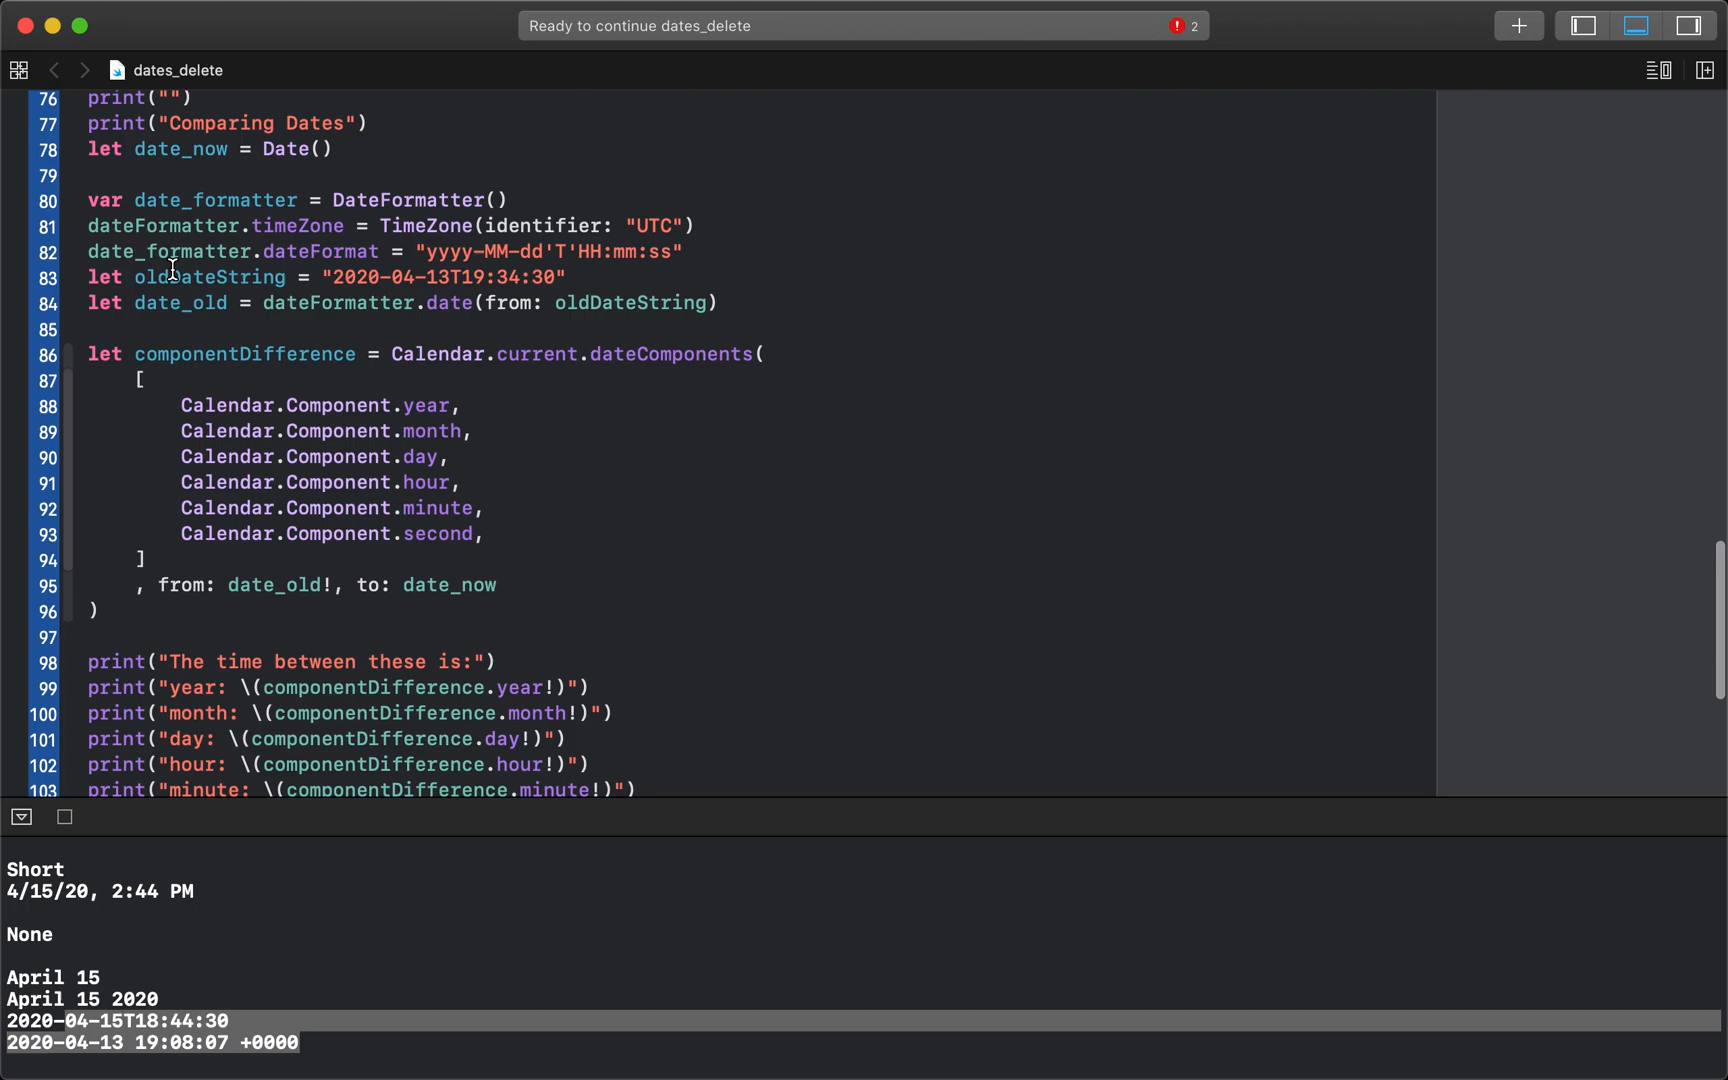 Ready to continue dates_delete
2
dates_delete
76 print("")
77 print("Comparing Dates")
78 let date_now = Date()
79
80 var date_formatter = DateFormatter()
81 dateFormatter.timeZone = TimeZone(identifier: "UTC")
82 date_formatter.dateFormat = "yyyy-MM-dd'T'HH:mm:ss"
83 let oldDateString = "2020-04-13T19:34:30"
84 let date_old = dateFormatter.date(from: oldDateString)
85
86 let componentDifference = Calendar.current.dateComponents(
87 [
88 Calendar.Component.year,
89 Calendar.Component.month,
90 Calendar.Component.day,
91 Calendar.Component.hour,
92 Calendar.Component.minute,
93 Calendar.Component.second,
94 ]
95 , from: date_old!, to: date_now
96 )
97
98 print("The time between these is:")
99 print("year: \(componentDifference.year!)")
100 print("month: \(componentDifference.month!)")
101 print("day: \(componentDifference.day!)")
102 print("hour: \(componentDifference.hour!)")
103 print("minute: \(componentDifference.minute!)")
Short
4/15/20, 2:44 PM
None
April 15
April 15 2020
2020-04-15T18:44:30
2020-04-13 19:08:07 +0000